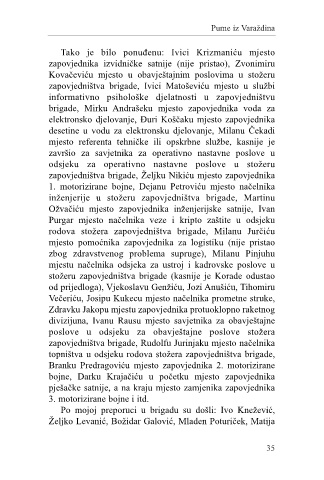 Pume iz Varaždina
Tako je bilo ponuđenu: Ivici Krizmaniću mjesto
zapovjednika izvidničke satnije (nije pristao), Zvonimiru
Kovačeviću mjesto u obavještajnim poslovima u stožeru
zapovjedništva brigade, Ivici Matoševiću mjesto u službi
informativno psihološke djelatnosti u zapovjedništvu
brigade, Mirku Andrašeku mjesto zapovjednika voda za
elektronsko djelovanje, Đuri Koščaku mjesto zapovjednika
desetine u vodu za elektronsku djelovanje, Milanu Čekadi
mjesto referenta tehničke ili opskrbne službe, kasnije je
završio za savjetnika za operativno nastavne poslove u
odsjeku za operativno nastavne poslove u stožeru
zapovjedništva brigade, Željku Nikiću mjesto zapovjednika
1. motorizirane bojne, Dejanu Petroviću mjesto načelnika
inženjerije u stožeru zapovjedništva brigade, Martinu
Ožvačiću mjesto zapovjednika inženjerijske satnije, Ivan
Purgar mjesto načelnika veze i kripto zaštite u odsjeku
rodova stožera zapovjedništva brigade, Milanu Jurčiću
mjesto pomoćnika zapovjednika za logistiku (nije pristao
zbog zdravstvenog problema supruge), Milanu Pinjuhu
mjestu načelnika odsjeka za ustroj i kadrovske poslove u
stožeru zapovjedništva brigade (kasnije je Korade odustao
od prijedloga), Vjekoslavu Genžiću, Jozi Anušiću, Tihomiru
Večeriću, Josipu Kukecu mjesto načelnika prometne struke,
Zdravku Jakopu mjestu zapovjednika protuoklopno raketnog
divizijuna, Ivanu Rausu mjesto savjetnika za obavještajne
poslove u odsjeku za obavještajne poslove stožera
zapovjedništva brigade, Rudolfu Jurinjaku mjesto načelnika
topništva u odsjeku rodova stožera zapovjedništva brigade,
Branku Predragoviću mjesto zapovjednika 2. motorizirane
bojne, Darku Krajačiću u početku mjesto zapovjednika
pješačke satnije, a na kraju mjesto zamjenika zapovjednika
3. motorizirane bojne i itd.
Po mojoj preporuci u brigadu su došli: Ivo Knežević,
Željko Levanić, Božidar Galović, Mladen Poturiček, Matija
35